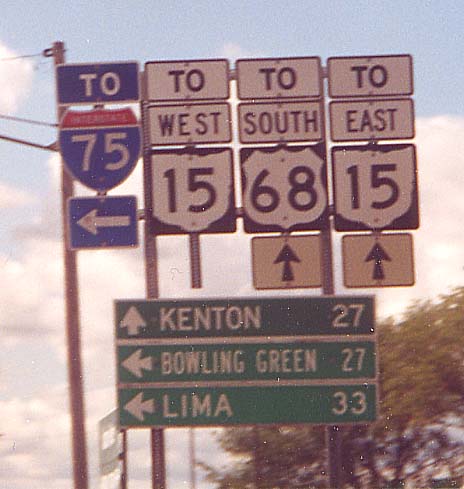 TO TO TO TO
WEST SOUTH EAST
INTERSTATE
75 15 68 15
KENTON 27
BOWLING GREEN 27
LIMA 33